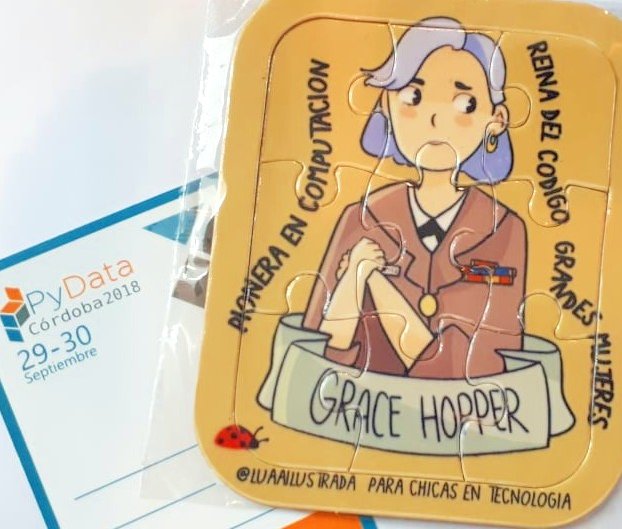 PyData
Córdoba2018
29-30
Septiembre
PIONERA EN COMPUTACION
REINA DEL CODIGO GRANDES MUJERES
GRACE HOPPER
@LUAAILUSTRADA PARA CHICAS EN TECNOLOGIA